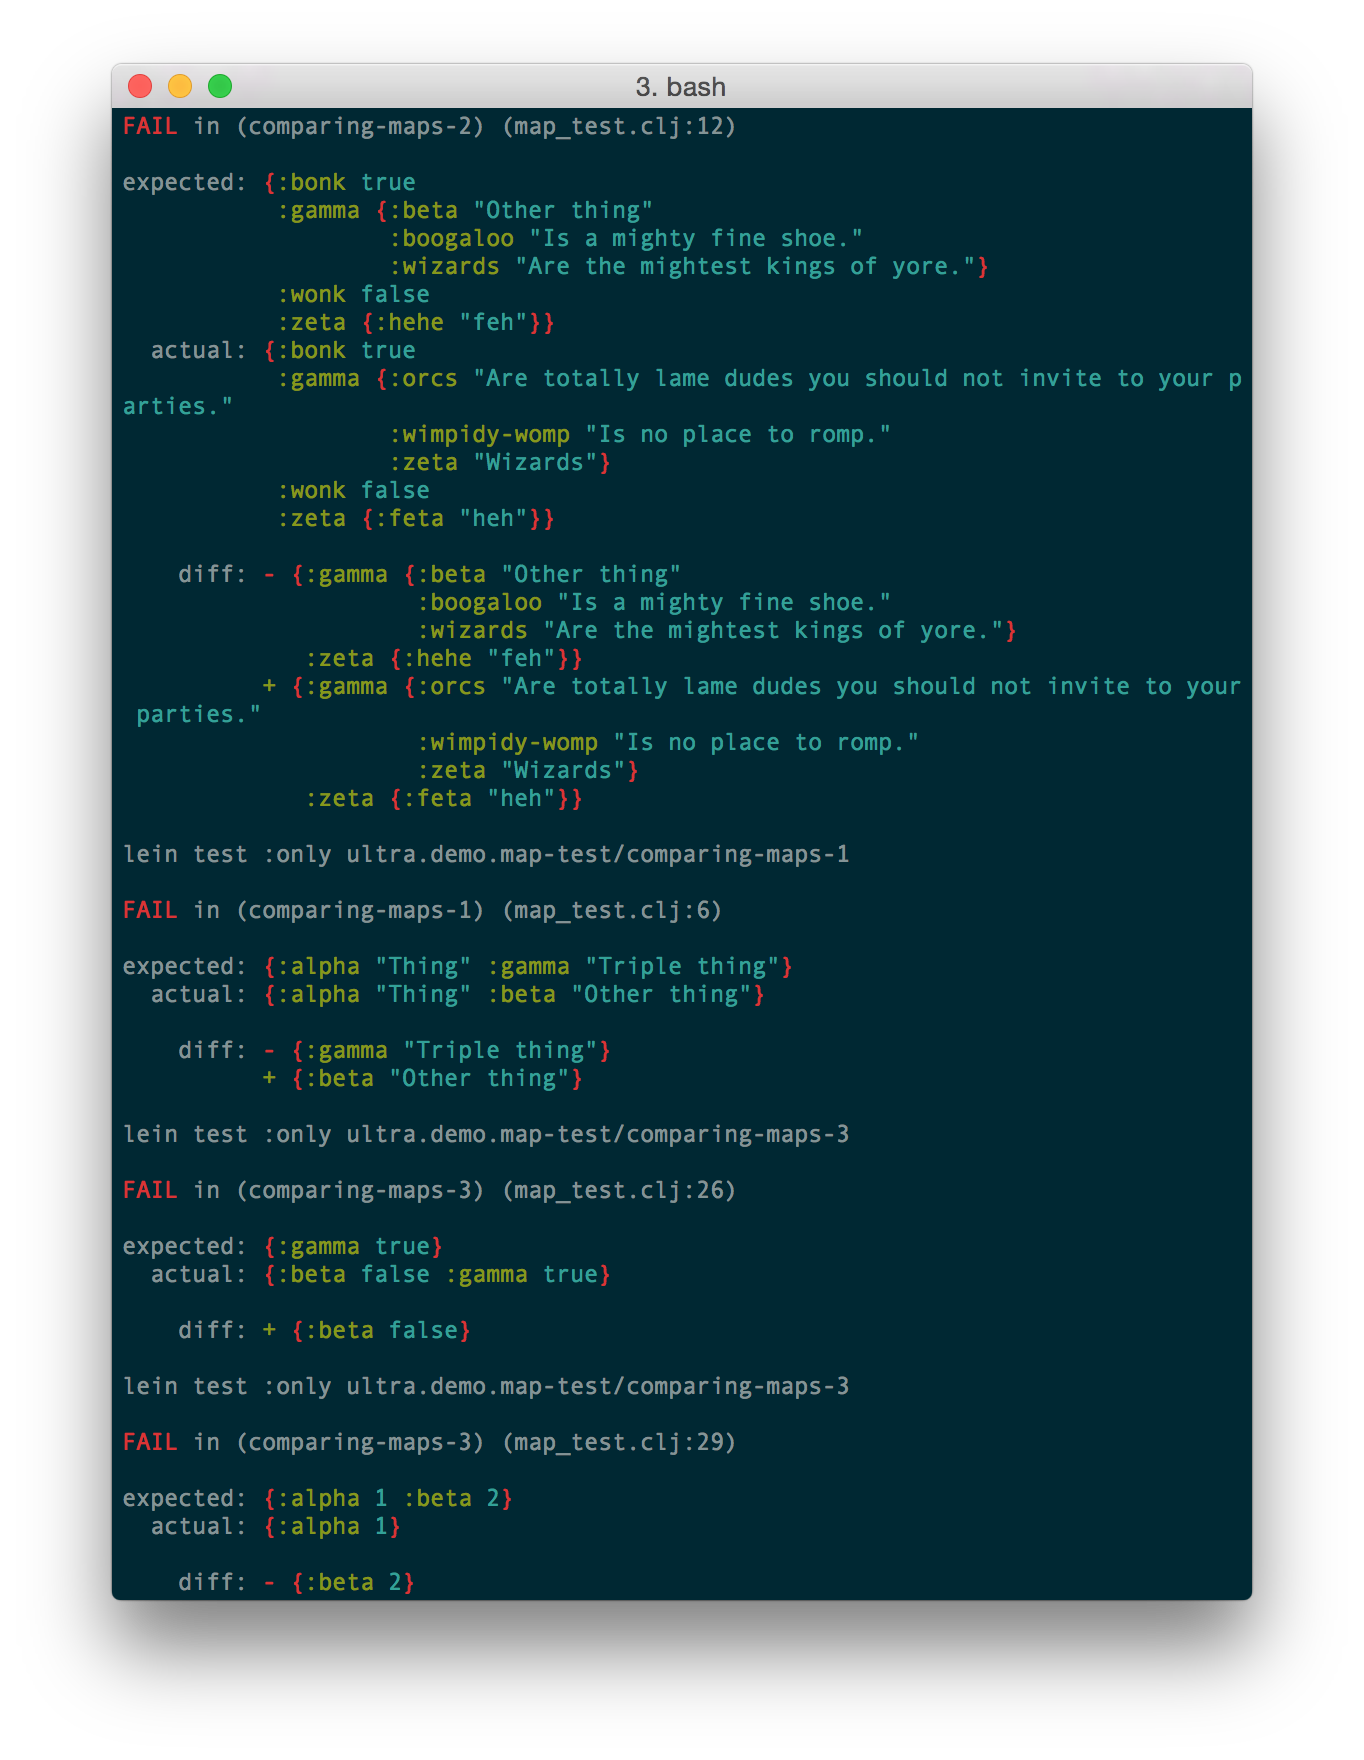 3. bash
FAIL in (comparing-maps-2) (map_test.clj:12)
expected: {:bonk true
:gamma {:beta "Other thing"
:boogaloo "Is a mighty fine shoe."
:wizards "Are the mightest kings of yore."}
:wonk false
:zeta {:hehe "feh"}}
actual: {:bonk true
:gamma {:orcs "Are totally lame dudes you should not invite to your p
arties."
:wimpidy-womp "Is no place to romp."
:zeta "Wizards"}
:wonk false
:zeta {:feta "heh"}}
diff: - {:gamma {:beta "Other thing"
:boogaloo "Is a mighty fine shoe."
:wizards "Are the mightest kings of yore."}
:zeta {:hehe "feh"}}
+ {:gamma {:orcs "Are totally lame dudes you should not invite to your
parties."
:wimpidy-womp "Is no place to romp."
:zeta "Wizards"}
:zeta {:feta "heh"}}
lein test :only ultra.demo.map-test/comparing-maps-1
FAIL in (comparing-maps-1) (map_test.clj:6)
expected: {:alpha "Thing" :gamma "Triple thing"}
actual: {:alpha "Thing" :beta "Other thing"}
diff: - {:gamma "Triple thing"}
+ {:beta "Other thing"}
lein test :only ultra.demo.map-test/comparing-maps-3
FAIL in (comparing-maps-3) (map_test.clj:26)
expected: {:gamma true}
actual: {:beta false :gamma true}
diff: + {:beta false}
lein test :only ultra.demo.map-test/comparing-maps-3
FAIL in (comparing-maps-3) (map_test.clj:29)
expected: {:alpha 1 :beta 2}
actual: {:alpha 1}
diff: - {:beta 2}